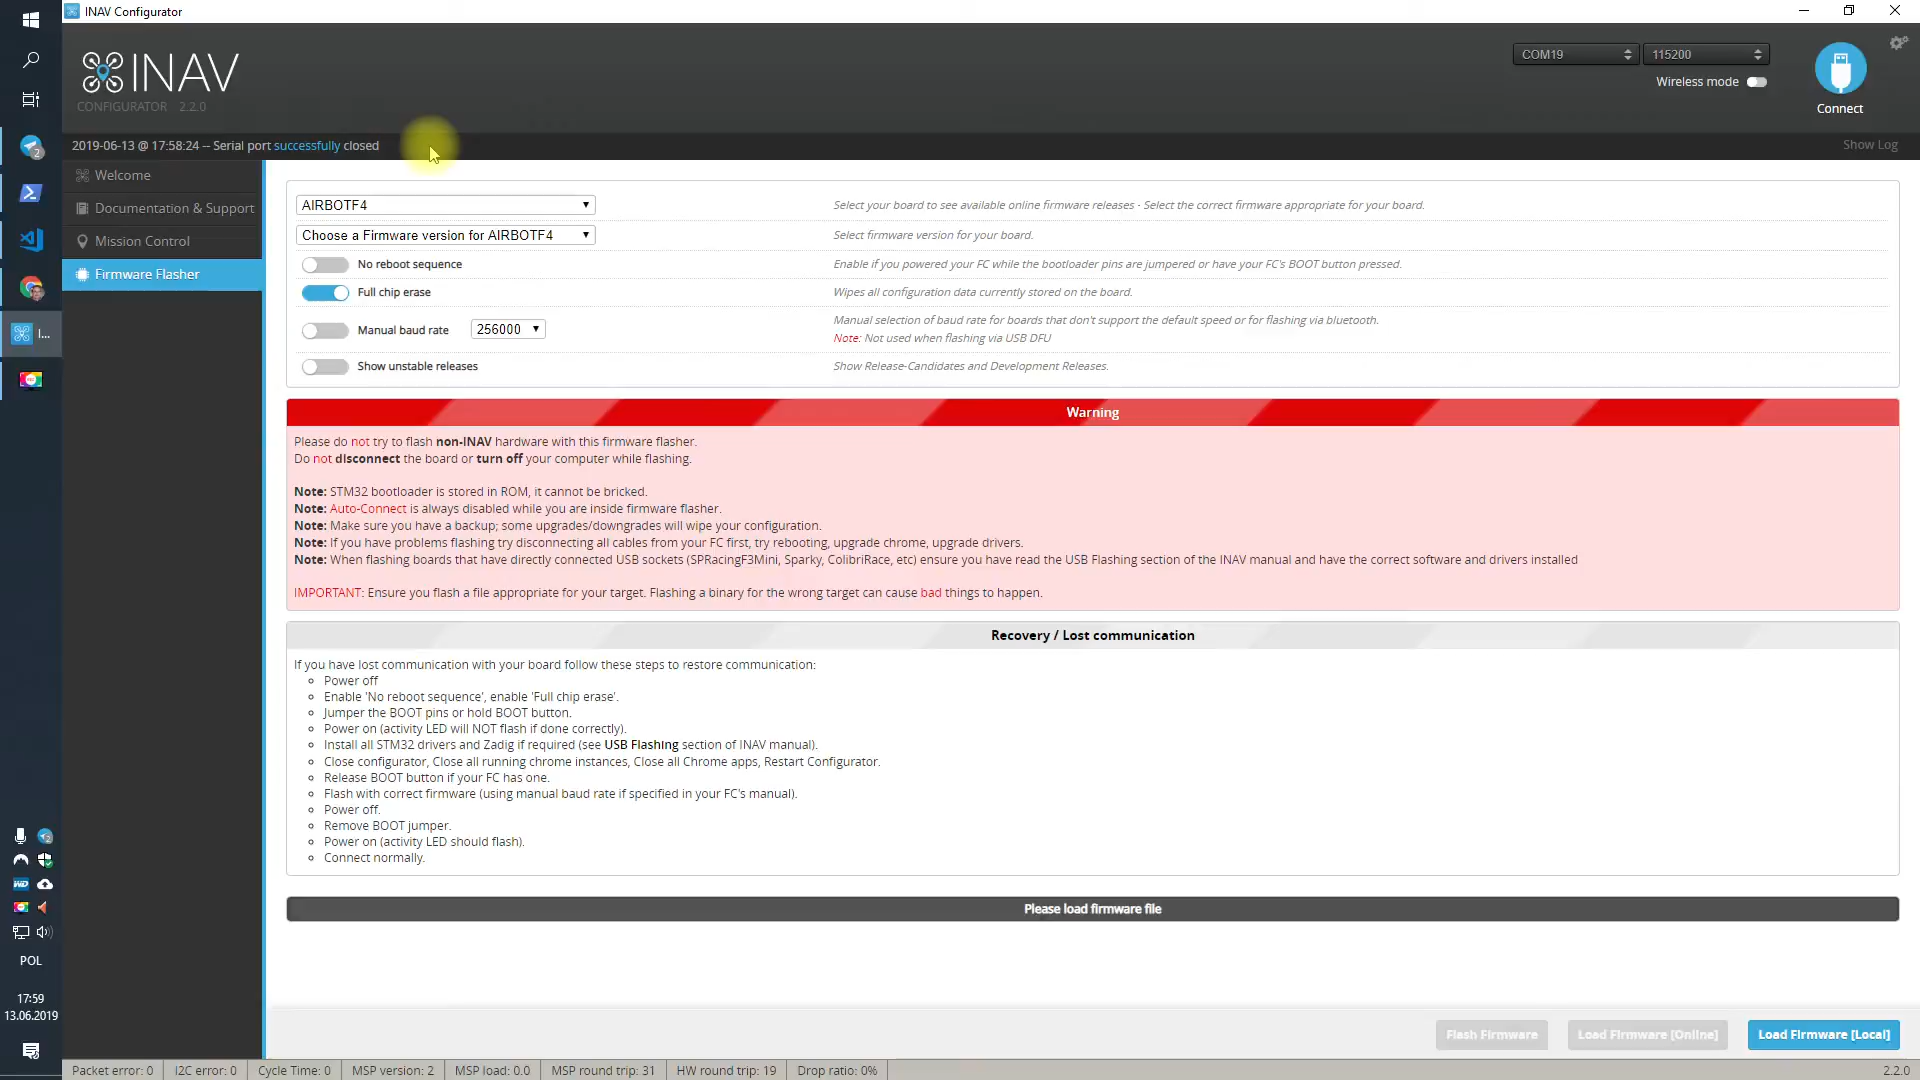 INAV Configurator
INAV
CONFIGURATOR 2.2.0
COM19
115200
Wireless mode
Connect
2019-06-13 @ 17:58:24 -- Serial port successfully closed
Show Log
Welcome
Documentation & Support
Mission Control
Firmware Flasher
2
I...
AIRBOTF4
Select your board to see available online firmware releases - Select the correct firmware appropriate for your board.
Choose a Firmware version for AIRBOTF4
Select firmware version for your board.
No reboot sequence
Enable if you powered your FC while the bootloader pins are jumpered or have your FC's BOOT button pressed.
Full chip erase
Wipes all configuration data currently stored on the board.
Manual baud rate
256000
Manual selection of baud rate for boards that don't support the default speed or for flashing via bluetooth.
Note: Not used when flashing via USB DFU
Show unstable releases
Show Release-Candidates and Development Releases.
Warning
Please do not try to flash non-INAV hardware with this firmware flasher.
Do not disconnect the board or turn off your computer while flashing.
Note: STM32 bootloader is stored in ROM, it cannot be bricked.
Note: Auto-Connect is always disabled while you are inside firmware flasher.
Note: Make sure you have a backup; some upgrades/downgrades will wipe your configuration.
Note: If you have problems flashing try disconnecting all cables from your FC first, try rebooting, upgrade chrome, upgrade drivers.
Note: When flashing boards that have directly connected USB sockets (SPRacingF3Mini, Sparky, ColibriRace, etc) ensure you have read the USB Flashing section of the INAV manual and have the correct software and drivers installed
IMPORTANT: Ensure you flash a file appropriate for your target. Flashing a binary for the wrong target can cause bad things to happen.
Recovery / Lost communication
If you have lost communication with your board follow these steps to restore communication:
Power off
Enable 'No reboot sequence', enable 'Full chip erase'.
Jumper the BOOT pins or hold BOOT button.
Power on (activity LED will NOT flash if done correctly).
Install all STM32 drivers and Zadig if required (see USB Flashing section of INAV manual).
Close configurator, Close all running chrome instances, Close all Chrome apps, Restart Configurator.
Release BOOT button if your FC has one.
Flash with correct firmware (using manual baud rate if specified in your FC's manual).
Power off.
Remove BOOT jumper.
Power on (activity LED should flash).
Connect normally.
Please load firmware file
Flash Firmware
Load Firmware [Online]
Load Firmware [Local]
2
WD
POL
17:59
13.06.2019
Packet error: 0
I2C error: 0
Cycle Time: 0
MSP version: 2
MSP load: 0.0
MSP round trip: 31
HW round trip: 19
Drop ratio: 0%
2.2.0